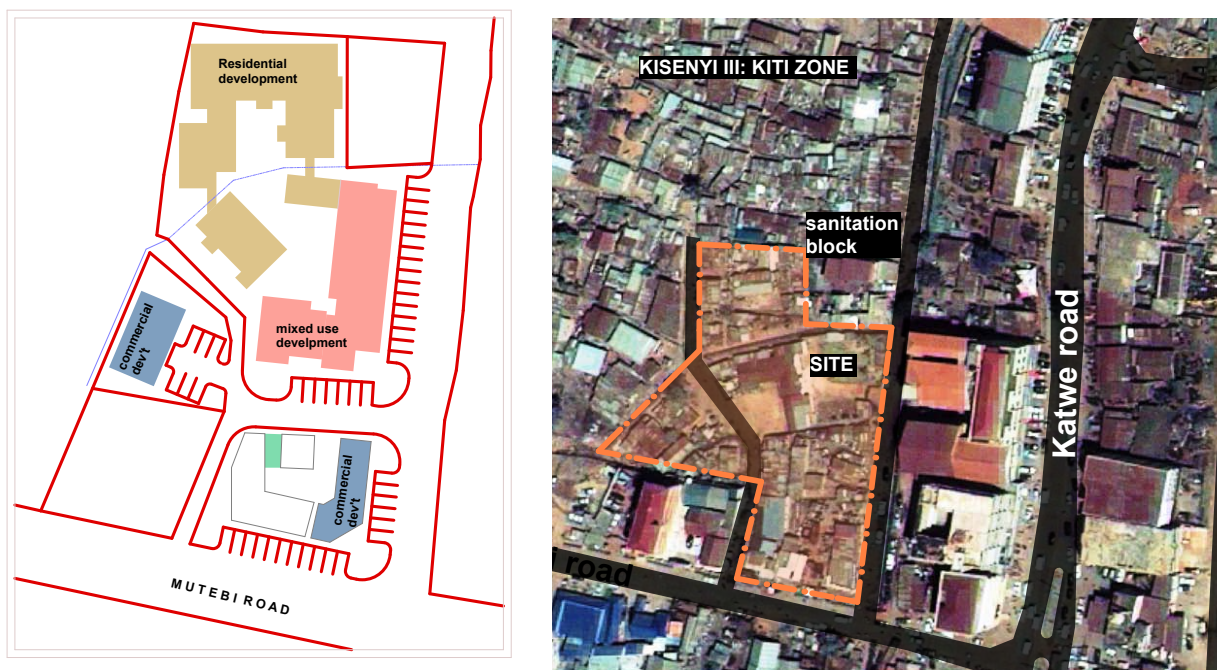 Residential
development
mixed use
develpment
commercial
dev't
commercial
dev't
MUTEBI ROAD
KISENYI III: KITI ZONE
sanitation
block
SITE
Katwe road
i road